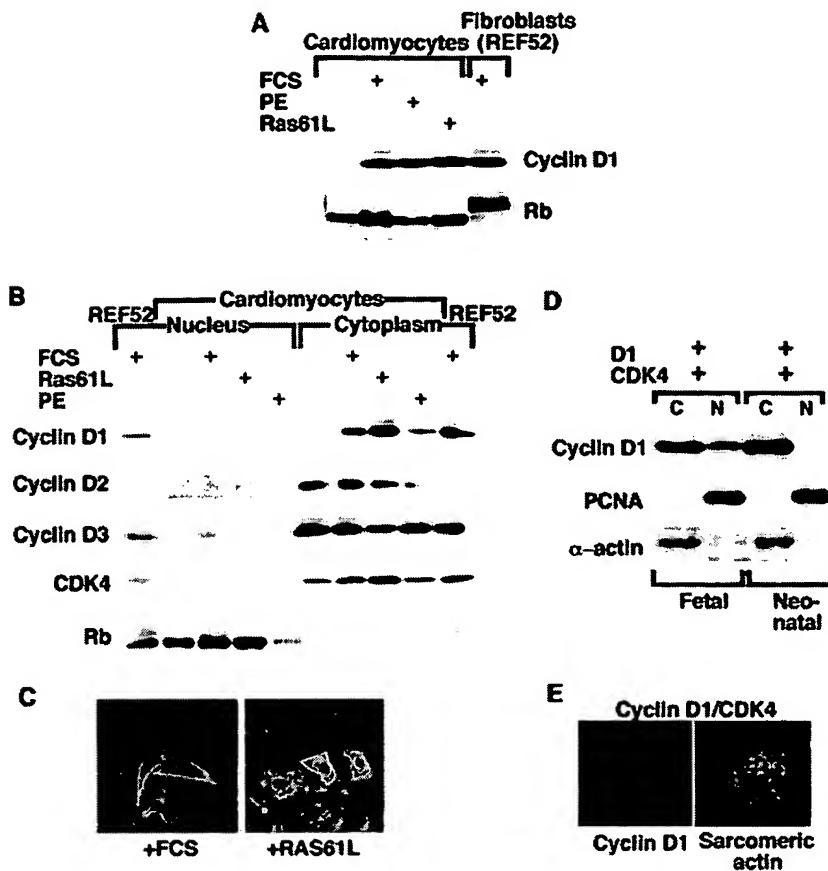 A
Fibroblasts
Cardiomyocytes (REF52)
FCS + +
PE +
Ras61L +
Cyclin D1
Rb
B
Cardiomyocytes
REF52 Nucleus Cytoplasm REF52
FCS + + + +
Ras61L + +
PE + +
Cyclin D1
Cyclin D2
Cyclin D3
CDK4
Rb
C
+FCS +RAS61L
D
D1 + +
CDK4 + +
C N C N
Cyclin D1
PCNA
α-actin
Fetal Neo-
natal
E
Cyclin D1/CDK4
Cyclin D1 Sarcomeric
actin